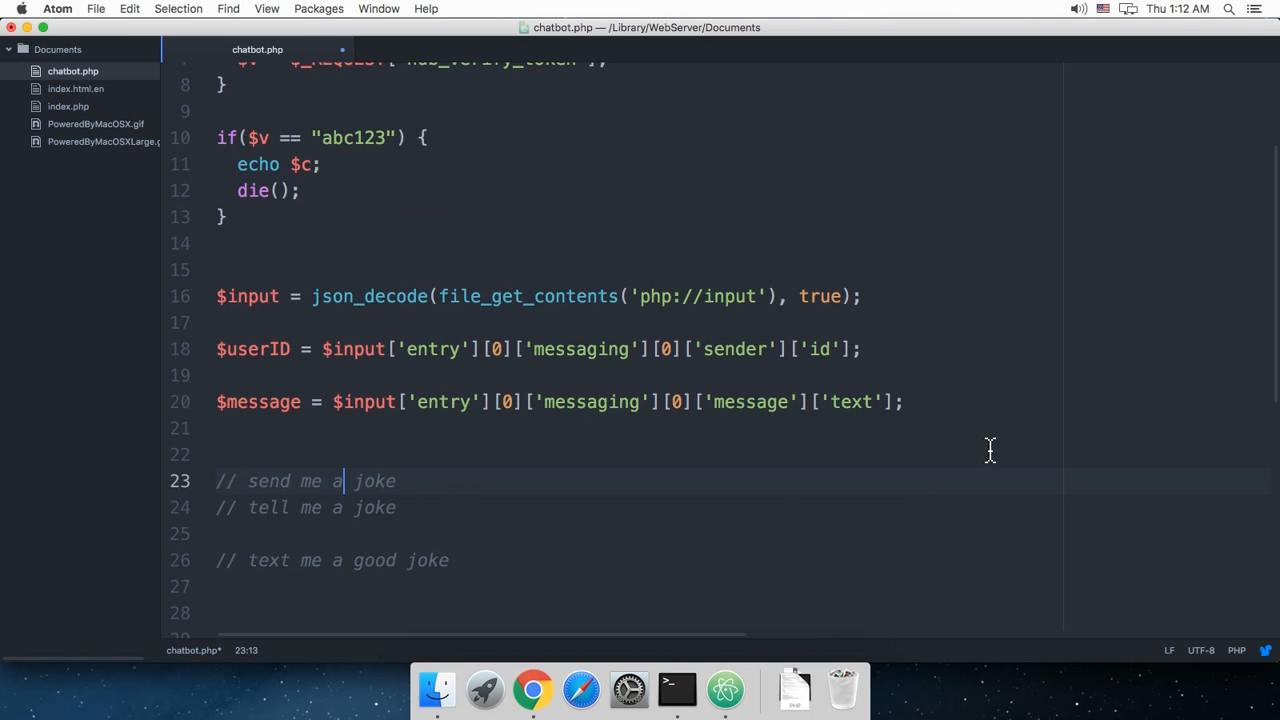 Atom File Edit Selection Find View Packages Window Help Thu 1:12 AM
chatbot.php — /Library/WebServer/Documents
Documents
chatbot.php
index.html.en
index.php
PoweredByMacOSX.gif
PoweredByMacOSXLarge.g
chatbot.php
8 }
9
10 if($v == "abc123") {
11 echo $c;
12 die();
13 }
14
15
16 $input = json_decode(file_get_contents('php://input'), true);
17
18 $userID = $input['entry'][0]['messaging'][0]['sender']['id'];
19
20 $message = $input['entry'][0]['messaging'][0]['message']['text'];
21
22
23 // send me a joke
24 // tell me a joke
25
26 // text me a good joke
27
28
chatbot.php* 23:13 LF UTF-8 PHP
>_
PHP